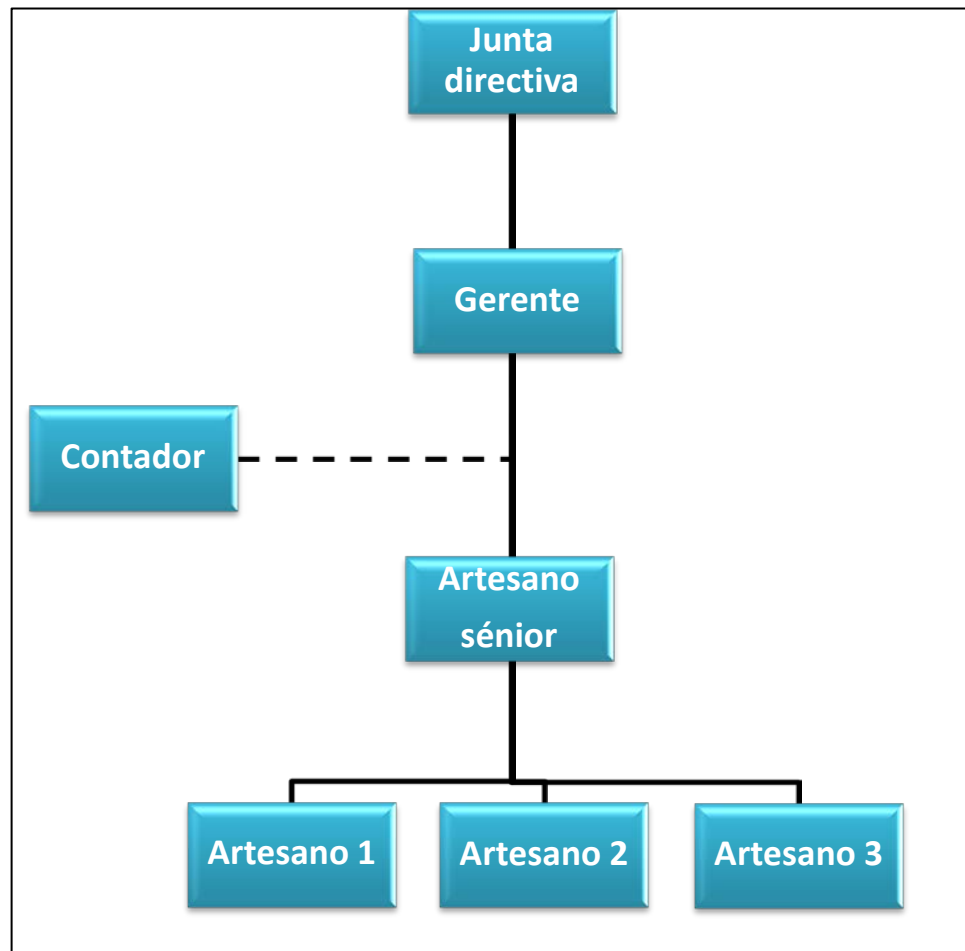 Junta
directiva
Gerente
Contador
Artesano
sénior
Artesano 1
Artesano 2
Artesano 3